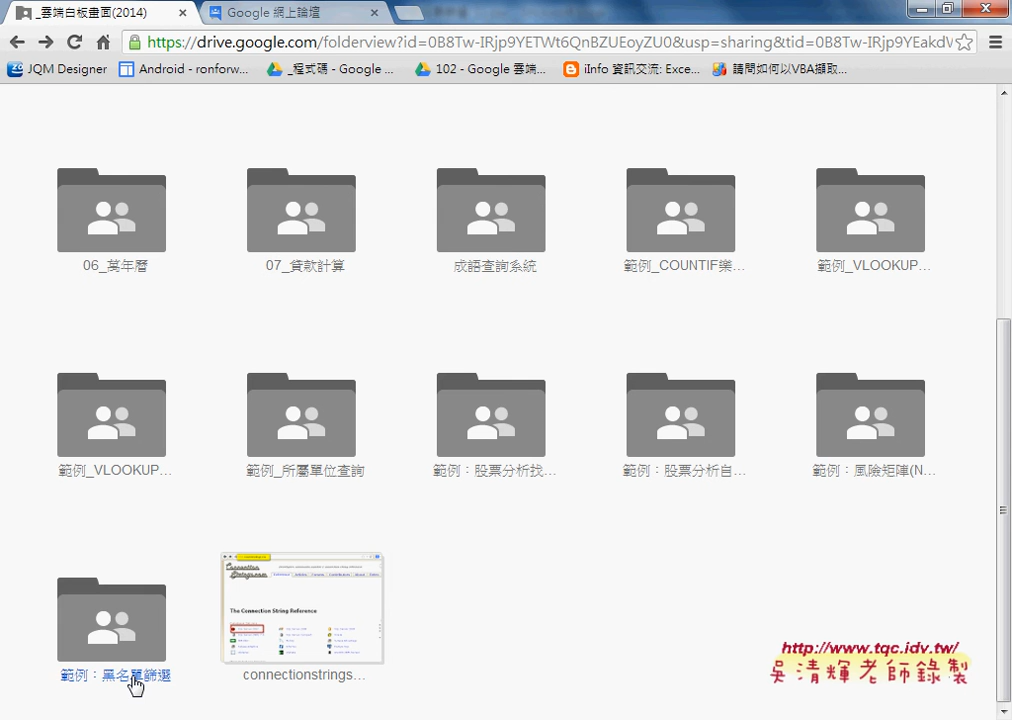 _雲端白板畫面(2014)
Google 網上論壇
https://drive.google.com/folderview?id=0B8Tw-IRjp9YETWt6QnBZUEoyZU0&usp=sharing&tid=0B8Tw-IRjp9YEakdV
JQM Designer
Android - ronforw...
_程式碼 - Google ...
102 - Google 雲端...
iInfo 資訊交流: Exce...
請問如何以VBA擷取...
06_萬年曆
07_貸款計算
成語查詢系統
範例_COUNTIF樂...
範例_VLOOKUP...
範例_VLOOKUP...
範例_所屬單位查詢
範例：股票分析找...
範例：股票分析自...
範例：風險矩陣(N...
Connection
Strings.com
The Connection String Reference
範例：黑名單篩選
connectionstrings...
http://www.tqc.idv.tw/
吳清輝老師錄製